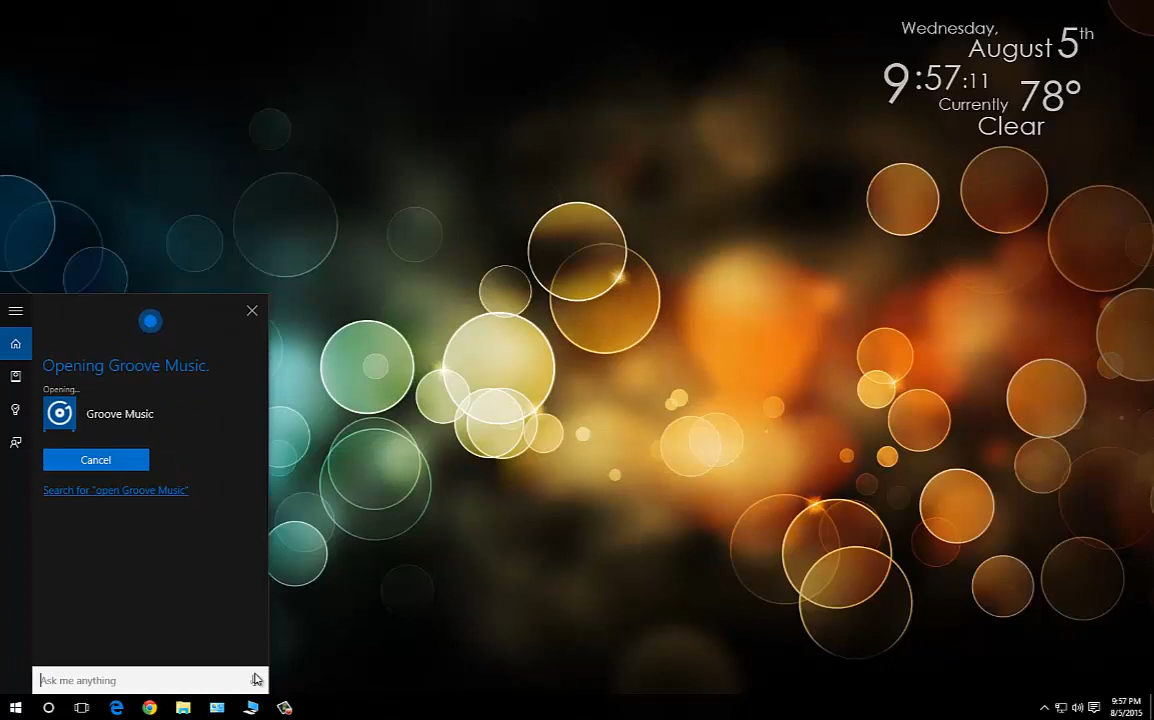 Wednesday,
August 5th
9:57:11
Currently 78°
Clear
Opening Groove Music.
Opening...
Groove Music
Cancel
Search for "open Groove Music"
Ask me anything
9:57 PM
8/5/2015